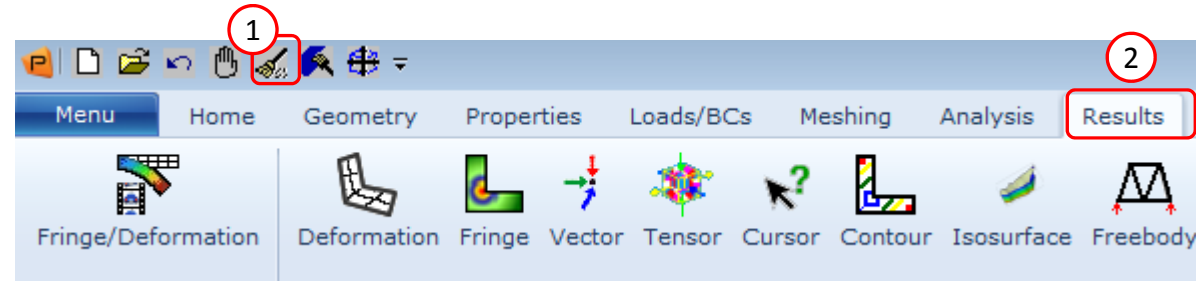 1
2
Menu Home Geometry Properties Loads/BCs Meshing Analysis Results
Fringe/Deformation Deformation Fringe Vector Tensor Cursor Contour Isosurface Freebody